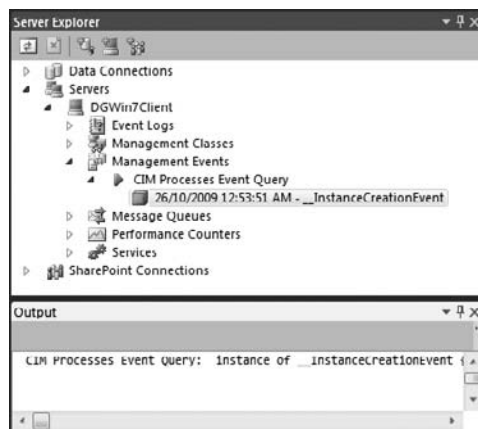 Server Explorer
Data Connections
Servers
DGWin7Client
Event Logs
Management Classes
Management Events
CIM Processes Event Query
26/10/2009 12:53:51 AM - __InstanceCreationEvent
Message Queues
Performance Counters
Services
SharePoint Connections
Output
CIM Processes Event Query: instance of __InstanceCreationEvent {